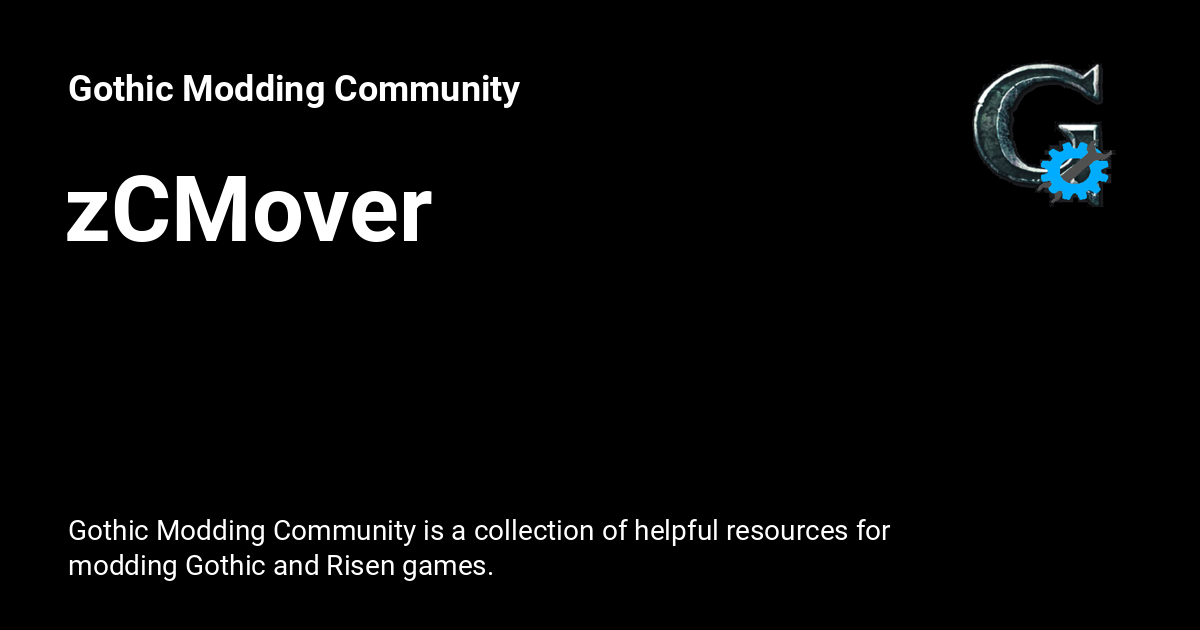 Gothic Modding Community
zCMover
Gothic Modding Community is a collection of helpful resources for
modding Gothic and Risen games.
G